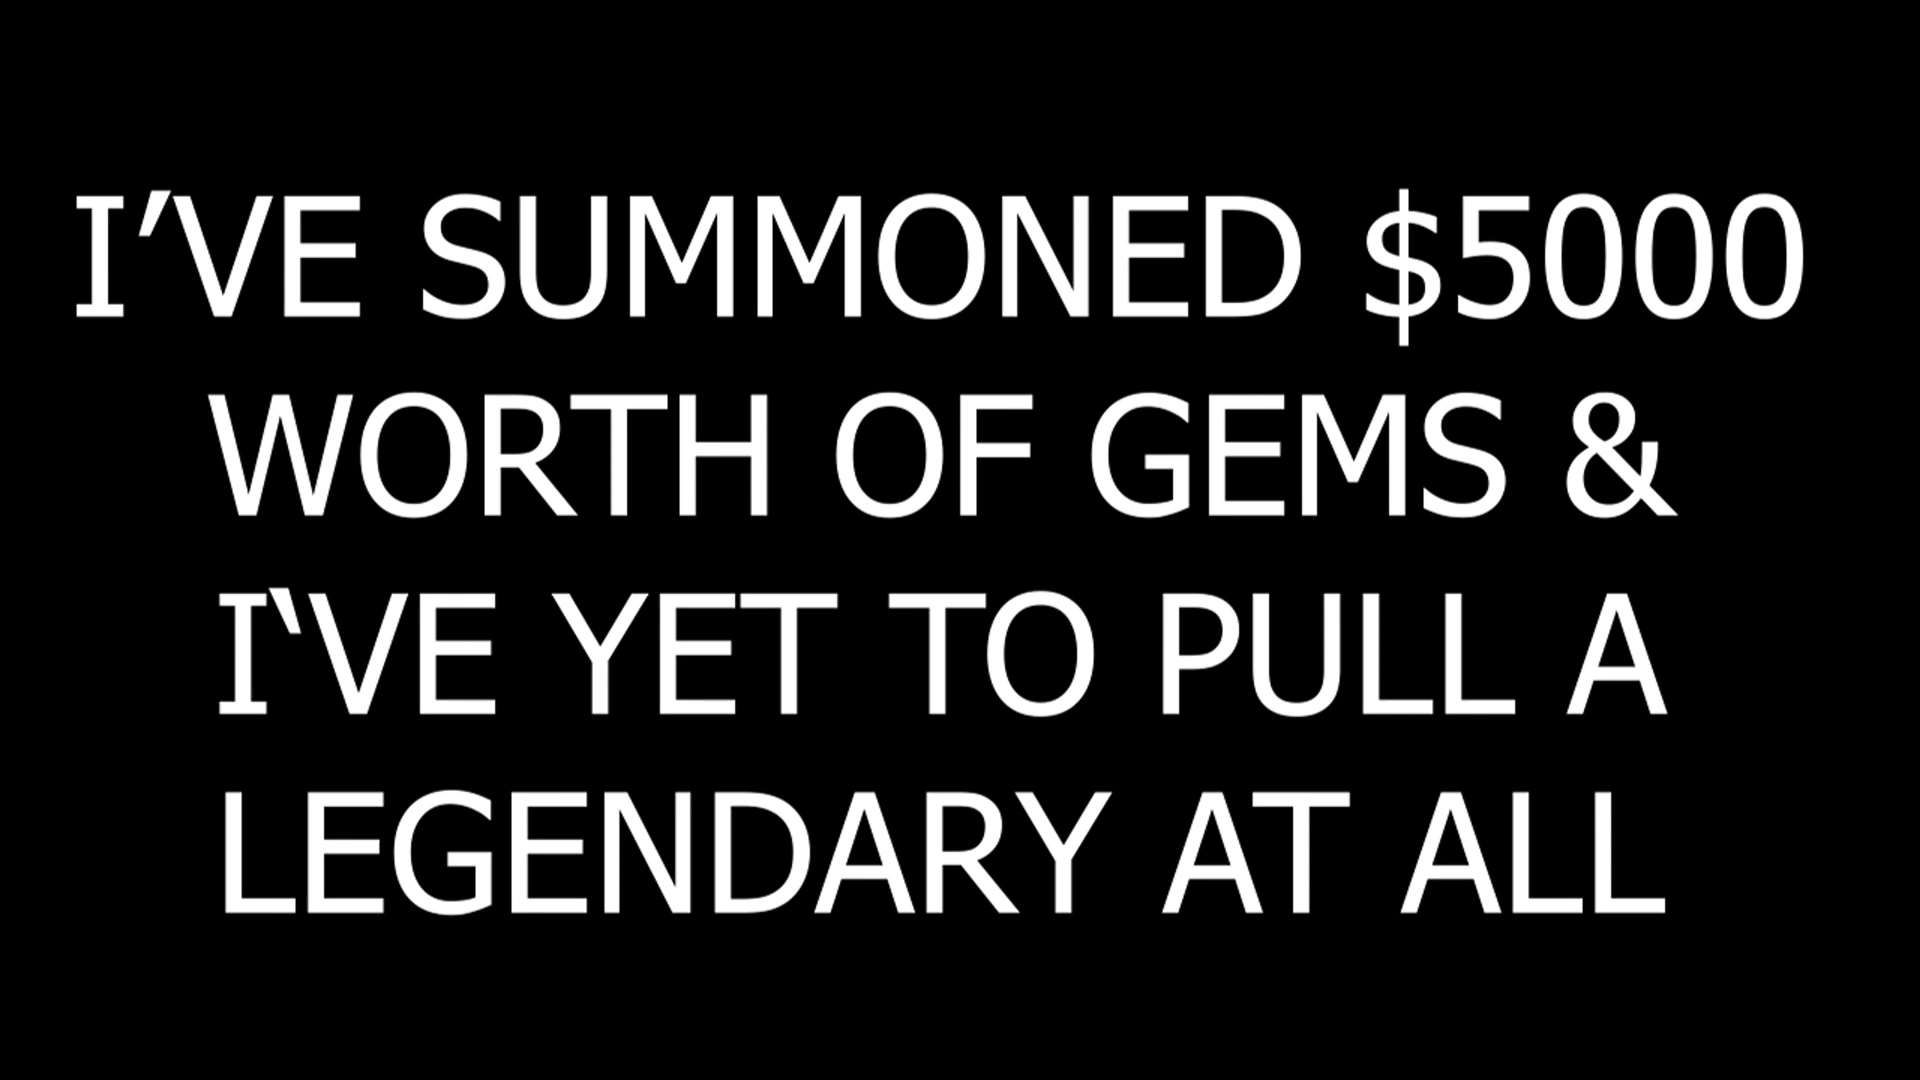 I’VE SUMMONED $5000
WORTH OF GEMS &
I‘VE YET TO PULL A
LEGENDARY AT ALL